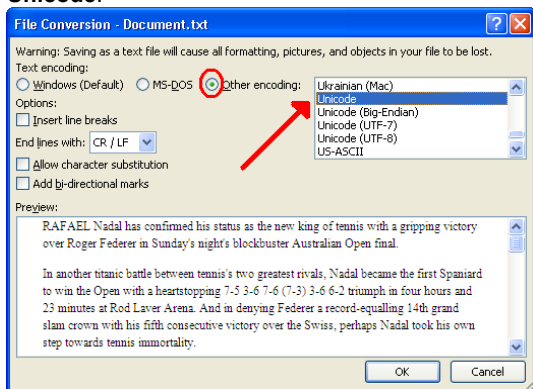 Unicode.
File Conversion - Document.txt
Warning: Saving as a text file will cause all formatting, pictures, and objects in your file to be lost.
Text encoding:
Windows (Default) MS-DOS Other encoding:
Ukrainian (Mac)
Unicode
Unicode (Big-Endian)
Unicode (UTF-7)
Unicode (UTF-8)
US-ASCII
Options:
Insert line breaks
End lines with: CR / LF
Allow character substitution
Add bi-directional marks
Preview:
RAFAEL Nadal has confirmed his status as the new king of tennis with a gripping victory
over Roger Federer in Sunday's night's blockbuster Australian Open final.
In another titanic battle between tennis's two greatest rivals, Nadal became the first Spaniard
to win the Open with a heartstopping 7-5 3-6 7-6 (7-3) 3-6 6-2 triumph in four hours and
23 minutes at Rod Laver Arena. And in denying Federer a record-equalling 14th grand
slam crown with his fifth consecutive victory over the Swiss, perhaps Nadal took his own
step towards tennis immortality.
OK Cancel